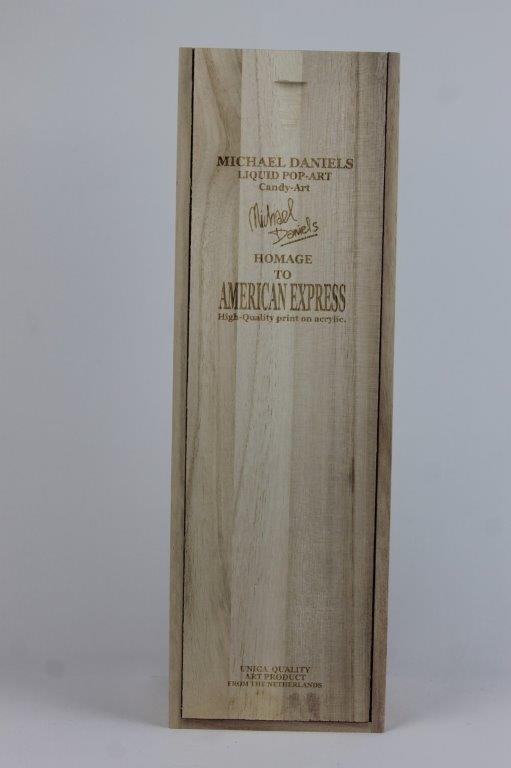 MICHAEL DANIELS
LIQUID POP-ART
Candy-Art
Michael
Daniels
HOMAGE
TO
AMERICAN EXPRESS
High-Quality print on acrylic.
UNICA QUALITY
ART PRODUCT
FROM THE NETHERLANDS